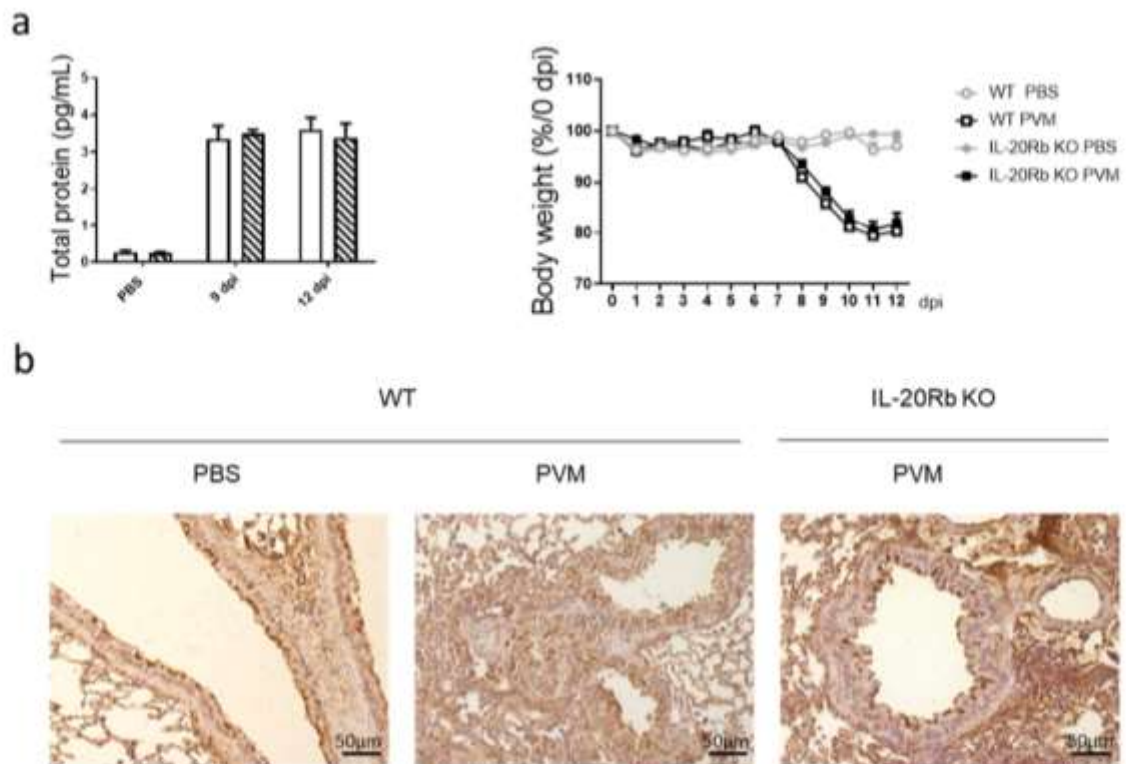 a
Total protein (pg/mL)
5
4
3
2
1
0
PBS
9 dpi
12 dpi
Body weight (%/0 dpi)
110
100
90
80
70
0 1 2 3 4 5 6 7 8 9 10 11 12 dpi
WT PBS
WT PVM
IL-20Rb KO PBS
IL-20Rb KO PVM
b
WT
IL-20Rb KO
PBS
PVM
PVM
50µm
50µm
50µm